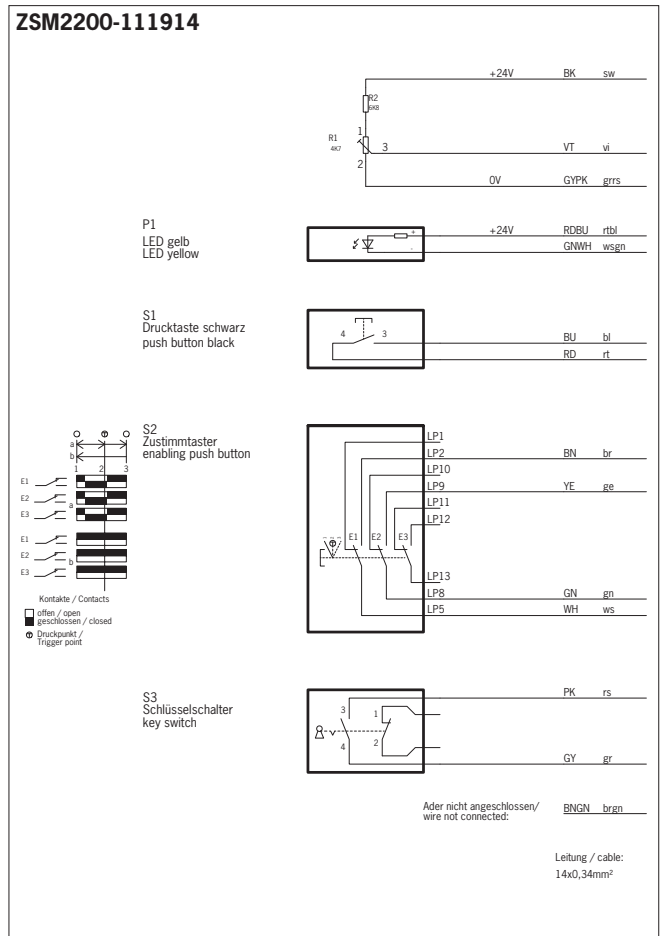 ZSM2200-111914
+24V BK sw
R2
6K8
R1
4K7
1
3
2
VT vi
0V GYPK grrs
P1
LED gelb
LED yellow
+
-
+24V RDBU rtbl
GNWH wsgn
S1
Drucktaste schwarz
push button black
4 3
BU bl
RD rt
S2
Zustimmtaster
enabling push button
a
b
1 2 3
E1
E2
E3
a
E1
E2
E3
b
Kontakte / Contacts
offen / open
geschlossen / closed
Druckpunkt /
Trigger point
LP1
LP2 BN br
LP10
LP9 YE ge
LP11
LP12
E1 E2 E3
LP13
LP8 GN gn
LP5 WH ws
S3
Schlüsselschalter
key switch
3 1
4 2
PK rs
GY gr
Ader nicht angeschlossen/
wire not connected:
BNGN brgn
Leitung / cable:
14x0,34mm²